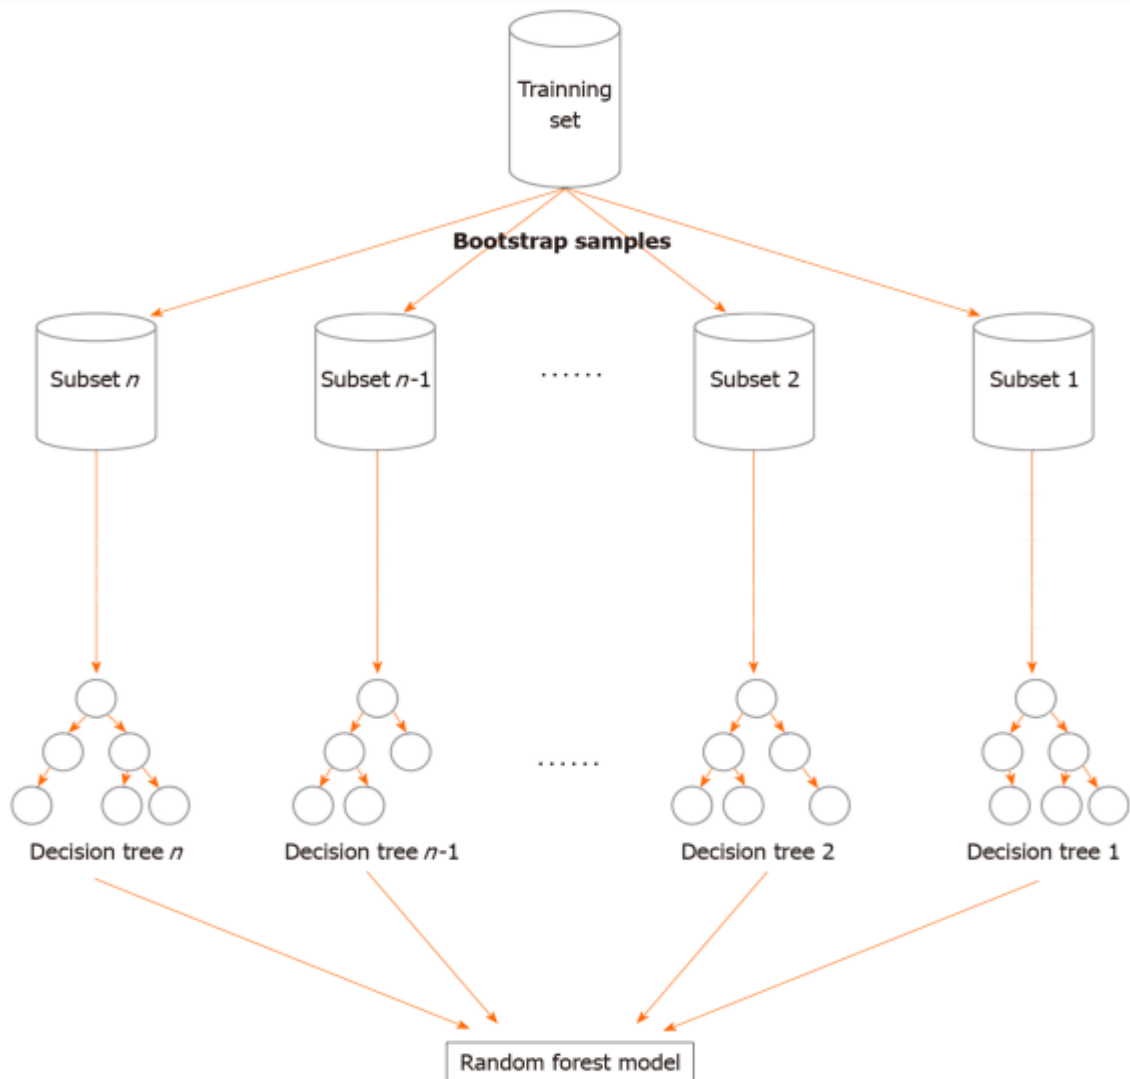 Trainning
set
Bootstrap samples
Subset n
Subset n-1
......
Subset 2
Subset 1
......
Decision tree n
Decision tree n-1
Decision tree 2
Decision tree 1
Random forest model